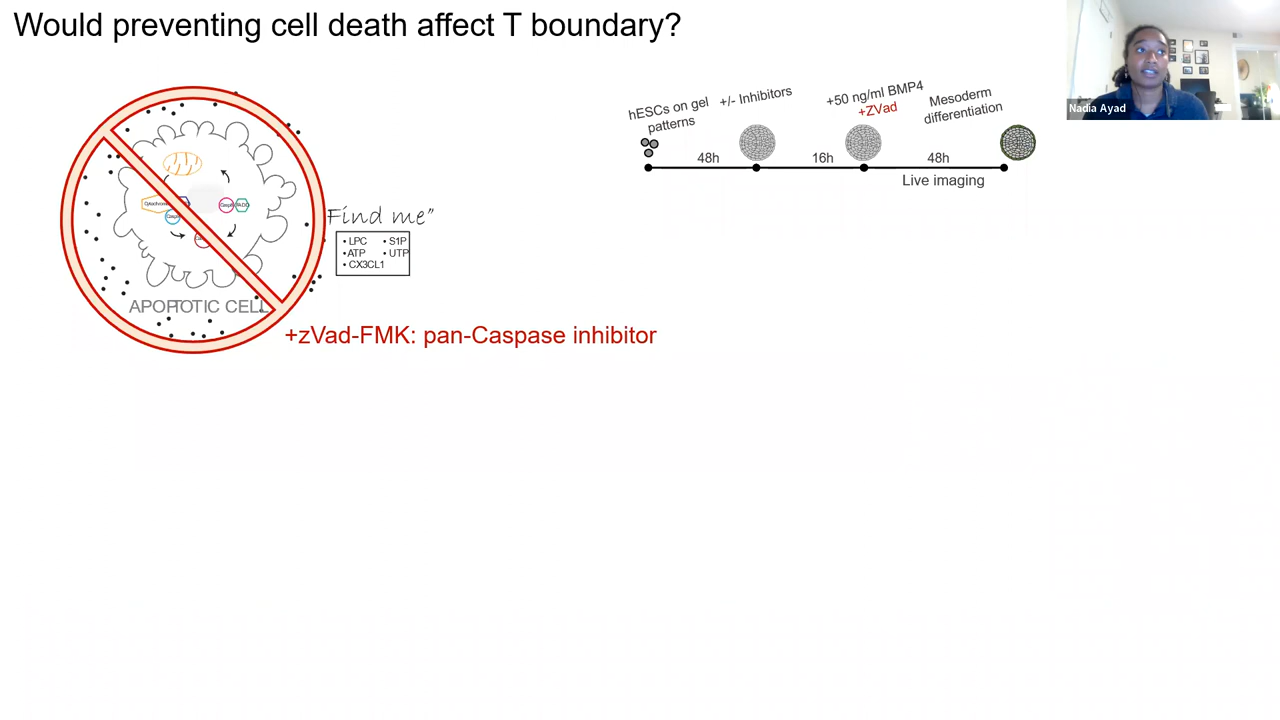 Would preventing cell death affect T boundary?
Nadia Ayad
hESCs on gel
patterns
+/- Inhibitors
+50 ng/ml BMP4
+ZVad
Mesoderm
differentiation
48h
16h
48h
Live imaging
Find me”
• LPC • S1P
• ATP • UTP
• CX3CL1
APOPTOTIC CELL
+zVad-FMK: pan-Caspase inhibitor